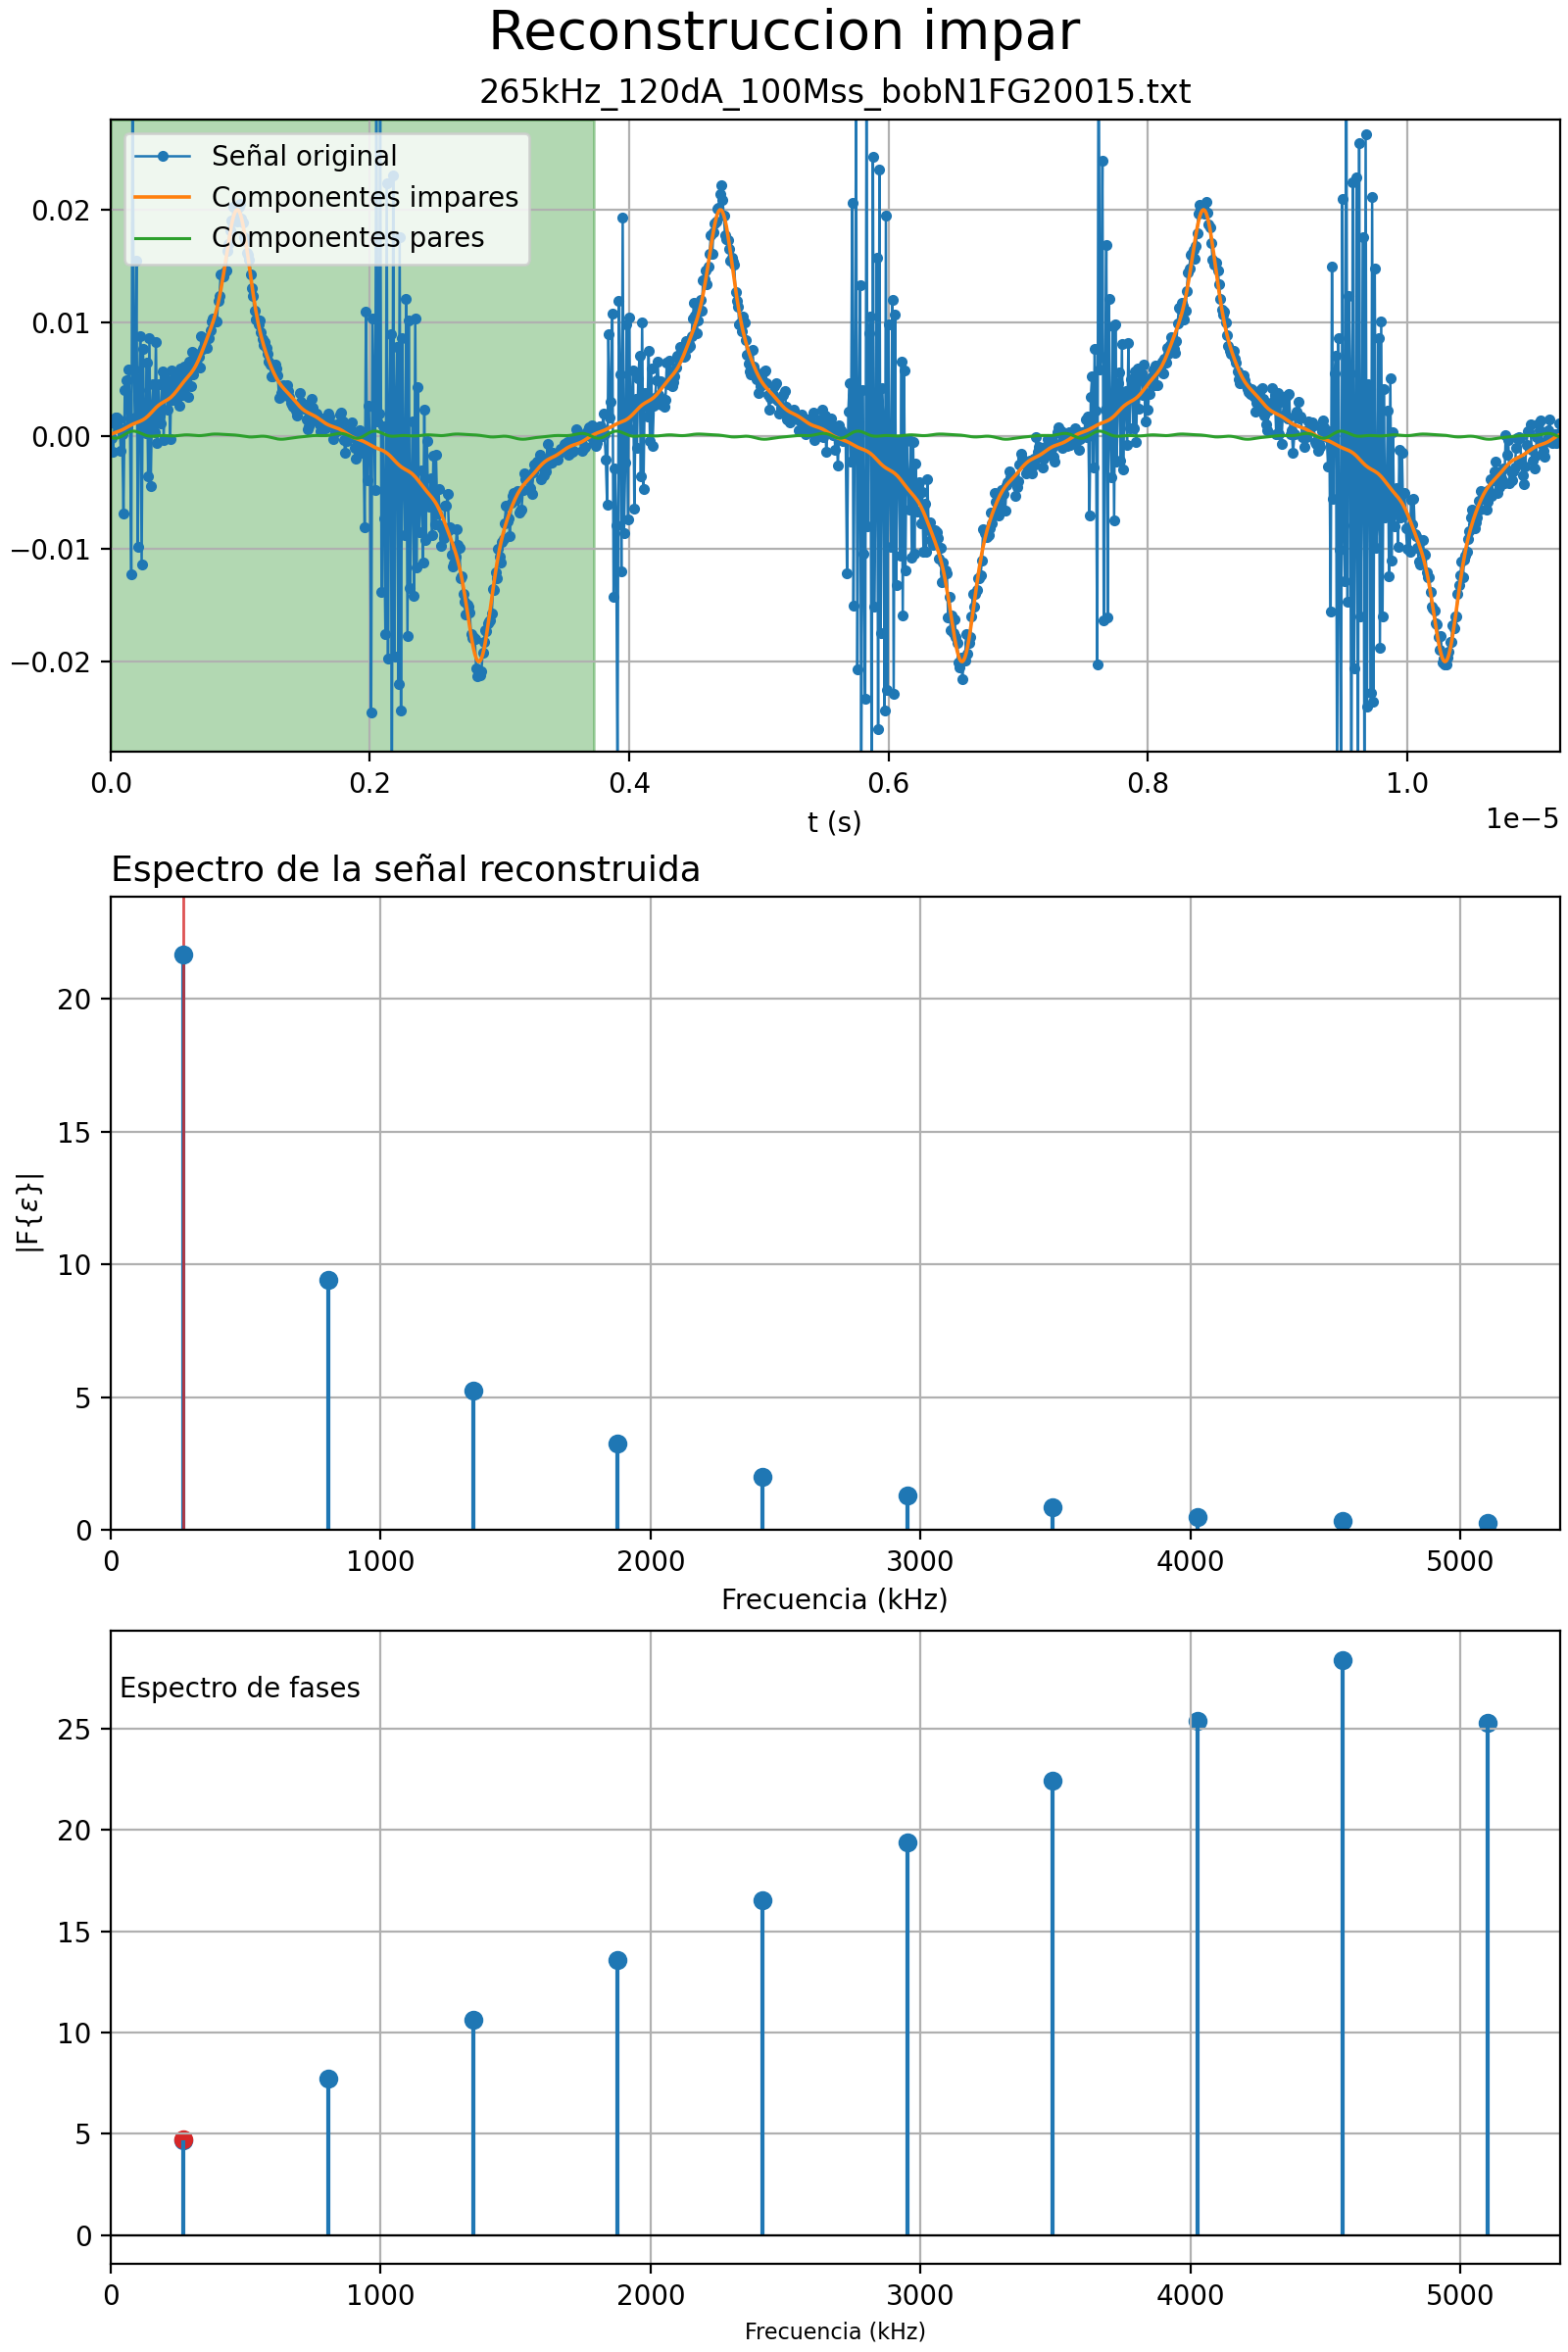 Reconstruccion impar
265kHz_120dA_100Mss_bobN1FG20015.txt
Señal original
Componentes impares
Componentes pares
0.02
0.01
0.00
−0.01
−0.02
0.0 0.2 0.4 0.6 0.8 1.0
1e−5
t (s)
Espectro de la señal reconstruida
|F{ε}|
20
15
10
5
0
0 1000 2000 3000 4000 5000
Frecuencia (kHz)
Espectro de fases
25
20
15
10
5
0
0 1000 2000 3000 4000 5000
Frecuencia (kHz)